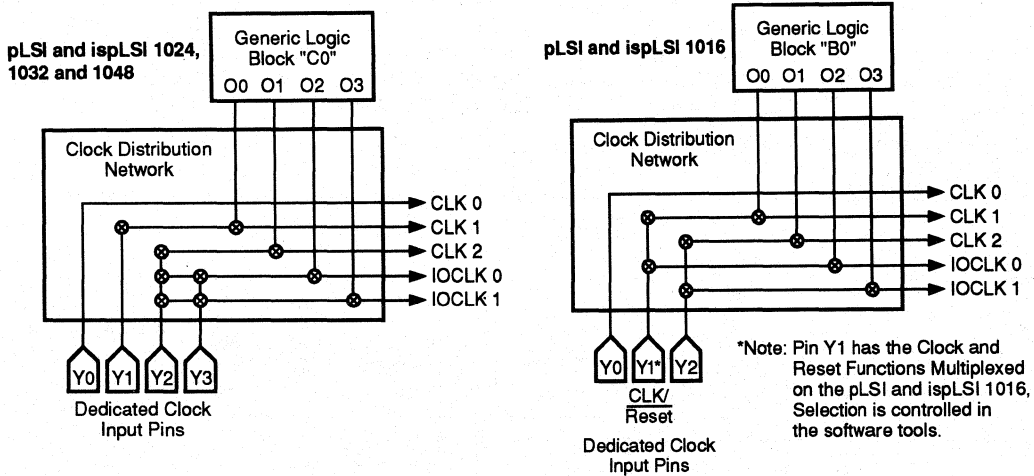 pLSI and ispLSI 1024,
1032 and 1048
Generic Logic
Block "C0"
O0 O1 O2 O3
Clock Distribution
Network
CLK 0
CLK 1
CLK 2
IOCLK 0
IOCLK 1
Y0 Y1 Y2 Y3
Dedicated Clock
Input Pins
pLSI and ispLSI 1016
Generic Logic
Block "B0"
O0 O1 O2 O3
Clock Distribution
Network
CLK 0
CLK 1
CLK 2
IOCLK 0
IOCLK 1
Y0 Y1* Y2
CLK/
Reset
Dedicated Clock
Input Pins
*Note: Pin Y1 has the Clock and
Reset Functions Multiplexed
on the pLSI and ispLSI 1016,
Selection is controlled in
the software tools.